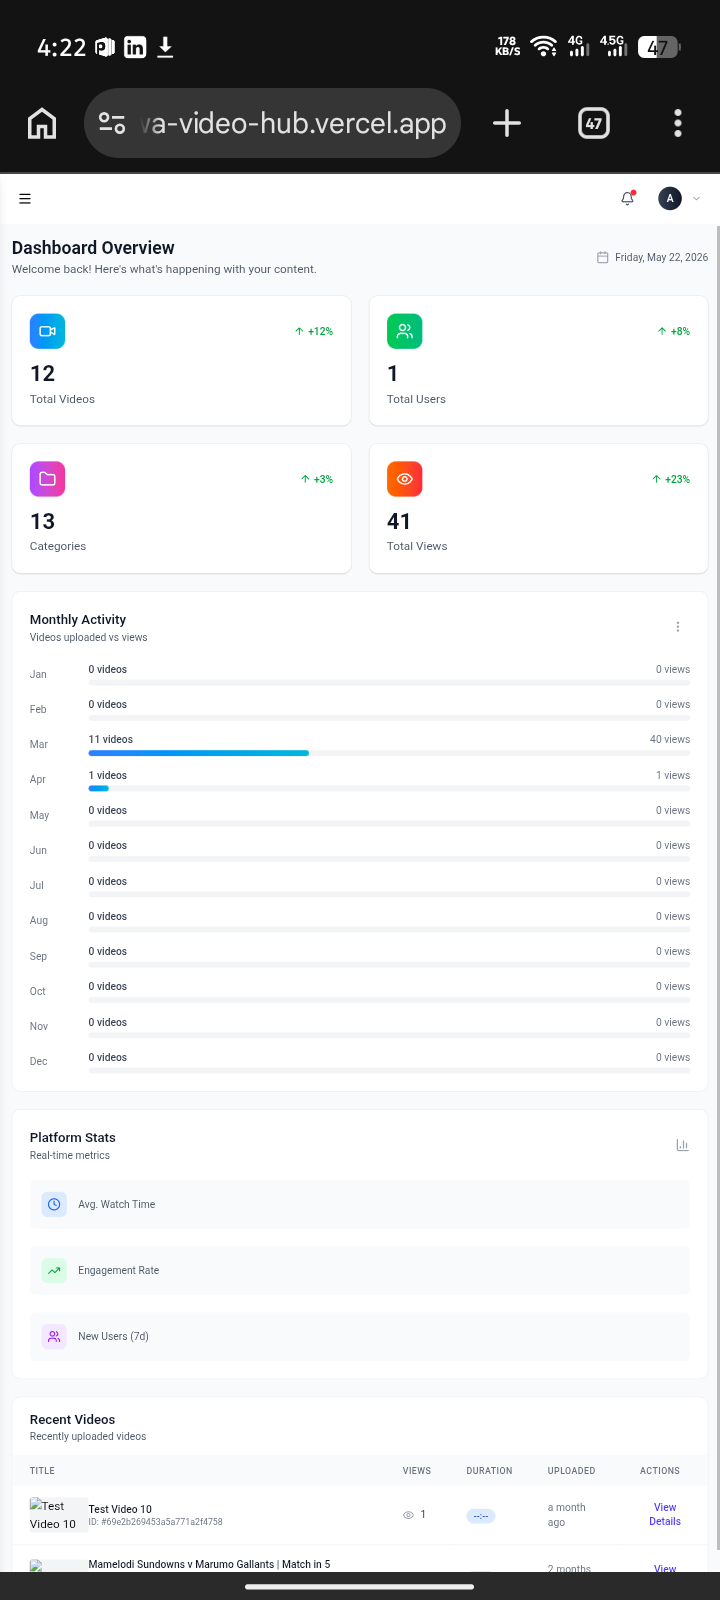 4:22
178 KB/S
4G
4.5G
47
a-video-hub.vercel.app
47
A
Dashboard Overview
Welcome back! Here's what's happening with your content.
Friday, May 22, 2026
+12%
12
Total Videos
+8%
1
Total Users
+3%
13
Categories
+23%
41
Total Views
Monthly Activity
Videos uploaded vs views
Jan 0 videos 0 views
Feb 0 videos 0 views
Mar 11 videos 40 views
Apr 1 videos 1 views
May 0 videos 0 views
Jun 0 videos 0 views
Jul 0 videos 0 views
Aug 0 videos 0 views
Sep 0 videos 0 views
Oct 0 videos 0 views
Nov 0 videos 0 views
Dec 0 videos 0 views
Platform Stats
Real-time metrics
Avg. Watch Time
Engagement Rate
New Users (7d)
Recent Videos
Recently uploaded videos
TITLE VIEWS DURATION UPLOADED ACTIONS
Test Video 10
Test Video 10
ID: #69e2b269453a5a771a2f4758
1
--:--
a month ago
View Details
Mamelodi Sundowns v Marumo Gallants | Match in 5
2 months
View